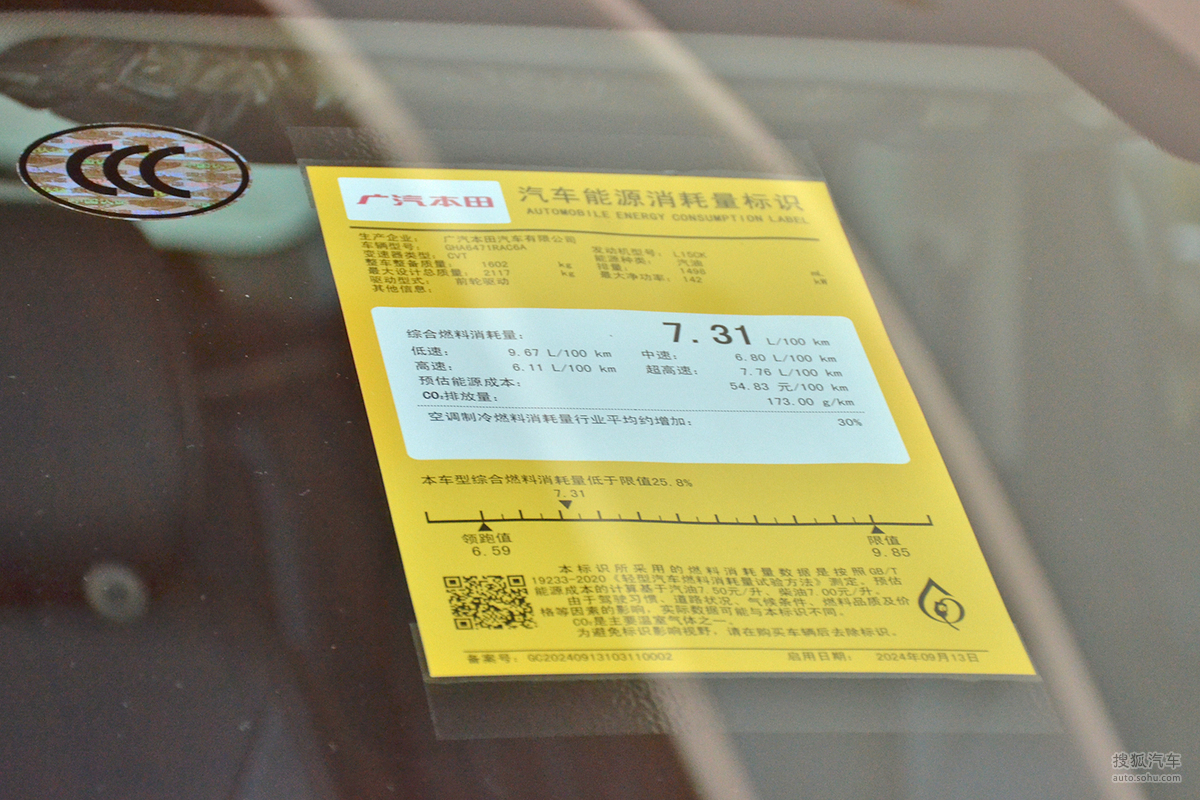 CCC
广汽本田
汽车能源消耗量标识
AUTOMOBILE ENERGY CONSUMPTION LABEL
生产企业： 广汽本田汽车有限公司
车辆型号： GHA6471RAC6A 发动机型号： L15CK
变速器类型： CVT 能源种类： 汽油
整车整备质量： 1602 kg 排量： 1498 mL
最大设计总质量： 2117 kg 最大净功率： 142 kW
驱动型式： 前轮驱动
其他信息：
综合燃料消耗量： 7.31 L/100 km
低速： 9.67 L/100 km 中速： 6.80 L/100 km
高速： 6.11 L/100 km 超高速： 7.76 L/100 km
预估能源成本： 54.83 元/100 km
CO₂排放量： 173.00 g/km
空调制冷燃料消耗量行业平均约增加： 30%
本车型综合燃料消耗量低于限值25.8%
7.31
领跑值 限值
6.59 9.85
本标识所采用的燃料消耗量数据是按照GB/T
19233-2020《轻型汽车燃料消耗量试验方法》测定，预估
能源成本的计算基于汽油7.50元/升、柴油7.00元/升。
由于驾驶习惯、道路状况、气候条件、燃料品质及价
格等因素的影响，实际数据可能与本标识不同。
CO₂是主要温室气体之一。
为避免标识影响视野，请在购买车辆后去除标识。
备案号： GC20240913103110002 启用日期： 2024年09月13日
搜狐汽车
auto.sohu.com